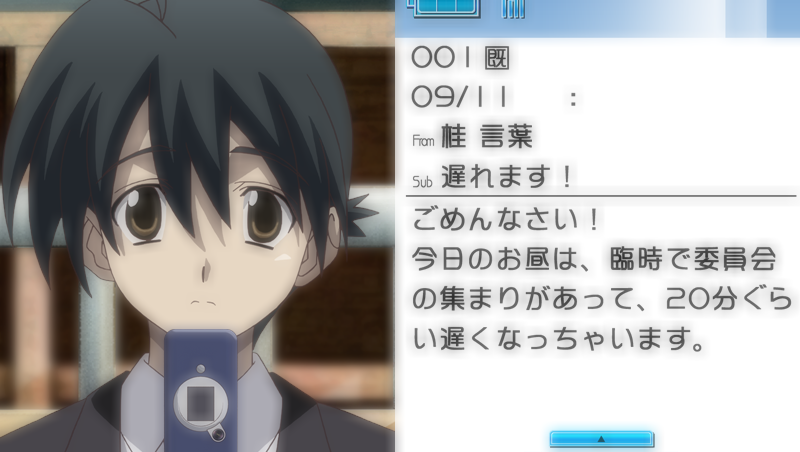 001 既
09/11 :
From 桂 言葉
Sub 遅れます！
ごめんなさい！
今日のお昼は、臨時で委員会
の集まりがあって、20分ぐら
い遅くなっちゃいます。